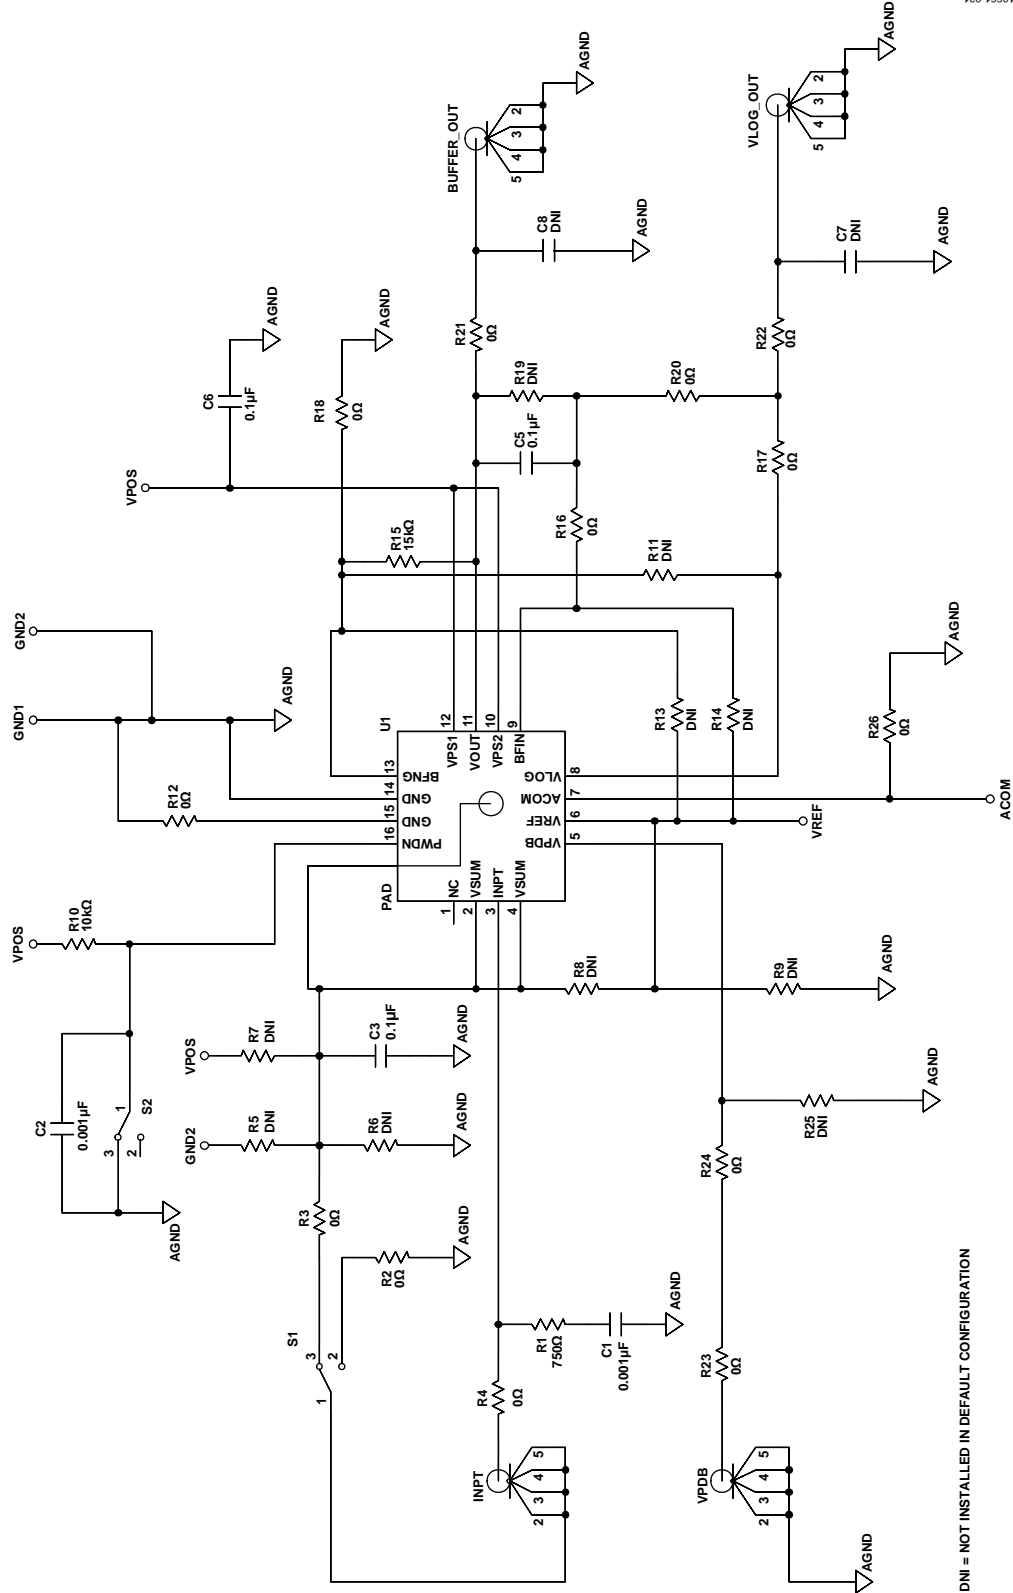 VPOS
R10
10kΩ
C2
0.001µF
1
S2
3
2
AGND
GND1
GND2
R12
0Ω
AGND
VPOS
C6
0.1µF
AGND
R18
0Ω
AGND
R15
15kΩ
BUFFER_OUT
5
4
3
2
AGND
R21
0Ω
C8
DNI
AGND
R19
DNI
C5
0.1µF
R16
0Ω
R20
0Ω
R11
DNI
R17
0Ω
R22
0Ω
C7
DNI
AGND
VLOG_OUT
5
4
3
2
AGND
GND2
VPOS
R5
DNI
R7
DNI
R3
0Ω
R6
DNI
C3
0.1µF
AGND
AGND
S1
1
3
2
R2
0Ω
AGND
INPT
2
3
4
5
R4
0Ω
R1
750Ω
C1
0.001µF
AGND
U1
PAD
16
15
14
13
PWDN
GND
GND
BFNG
1
2
3
4
NC
VSUM
INPT
VSUM
VPS1
VOUT
VPS2
BFIN
12
11
10
9
VPDB
VREF
ACOM
VLOG
5
6
7
8
R8
DNI
R9
DNI
AGND
R13
DNI
R14
DNI
VREF
R26
0Ω
AGND
ACOM
VPDB
2
3
4
5
AGND
R23
0Ω
R24
0Ω
R25
DNI
AGND
DNI = NOT INSTALLED IN DEFAULT CONFIGURATION